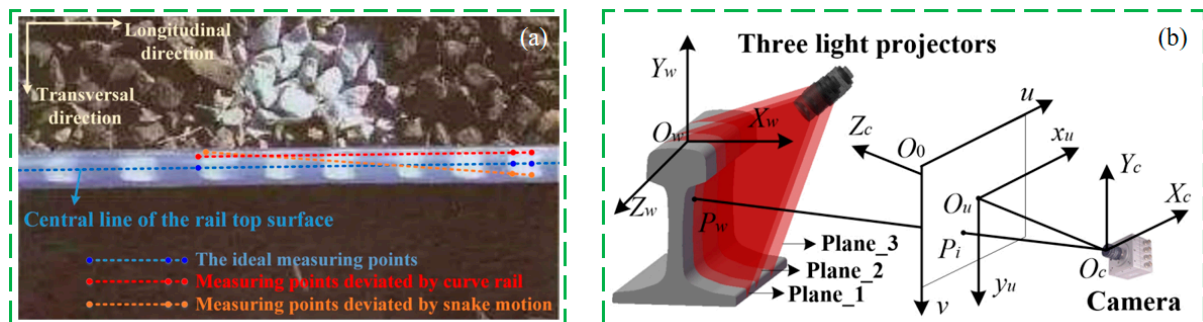 Longitudinal
direction
(a)
Transversal
direction
Central line of the rail top surface
The ideal measuring points
Measuring points deviated by curve rail
Measuring points deviated by snake motion
(b)
Three light projectors
Yw
Ow
Xw
Zw
Pw
Plane_3
Plane_2
Plane_1
Zc
O0
u
xu
Ou
Pi
v
yu
Yc
Xc
Oc
Camera